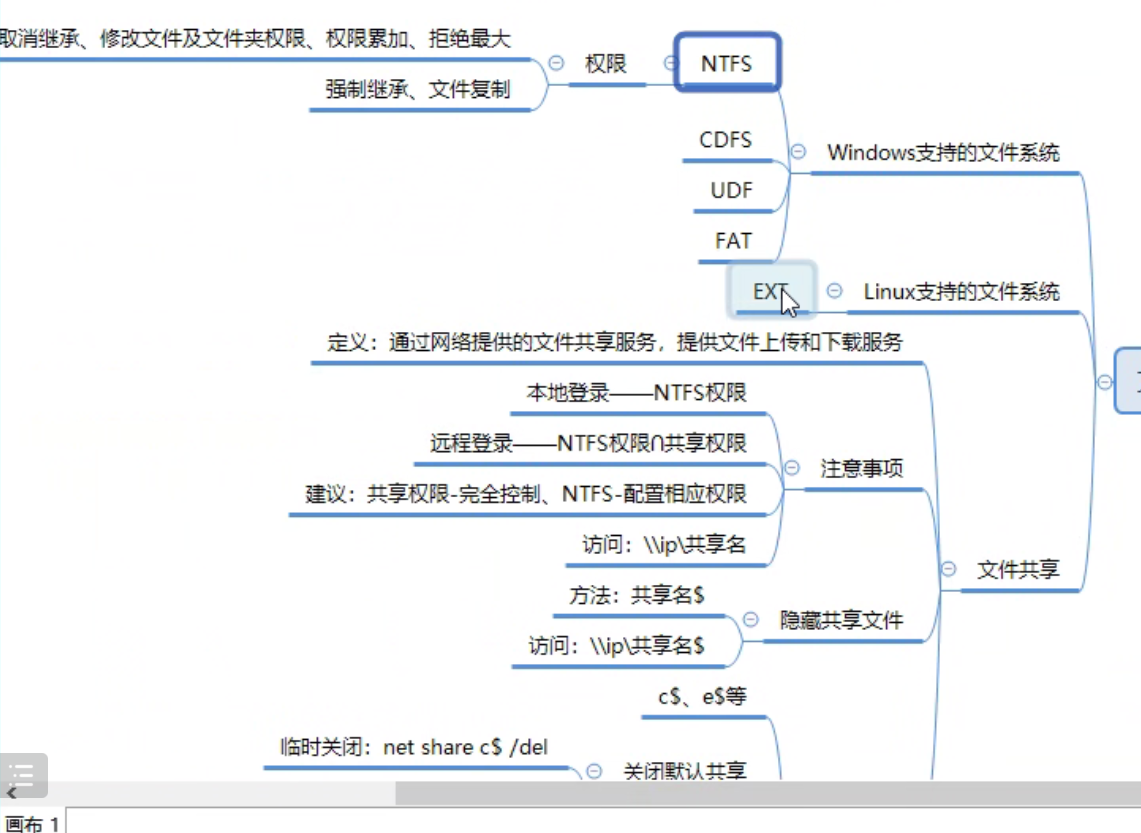 取消继承、修改文件及文件夹权限、权限累加、拒绝最大
强制继承、文件复制
权限
NTFS
CDFS
UDF
FAT
Windows支持的文件系统
EXT
Linux支持的文件系统
定义：通过网络提供的文件共享服务，提供文件上传和下载服务
本地登录——NTFS权限
远程登录——NTFS权限∩共享权限
建议：共享权限-完全控制、NTFS-配置相应权限
访问：\\ip\共享名
注意事项
方法：共享名$
访问：\\ip\共享名$
隐藏共享文件
文件共享
c$、e$等
临时关闭：net share c$ /del
关闭默认共享
画布 1